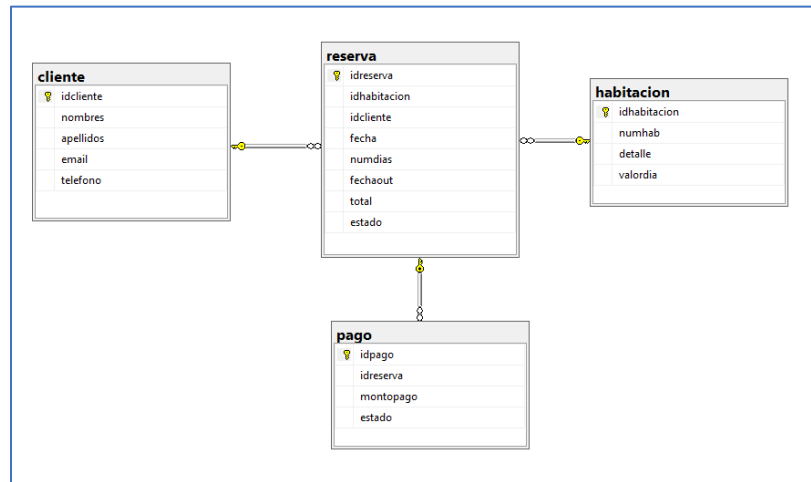 cliente
idcliente
nombres
apellidos
email
telefono
reserva
idreserva
idhabitacion
idcliente
fecha
numdias
fechaout
total
estado
habitacion
idhabitacion
numhab
detalle
valordia
pago
idpago
idreserva
montopago
estado